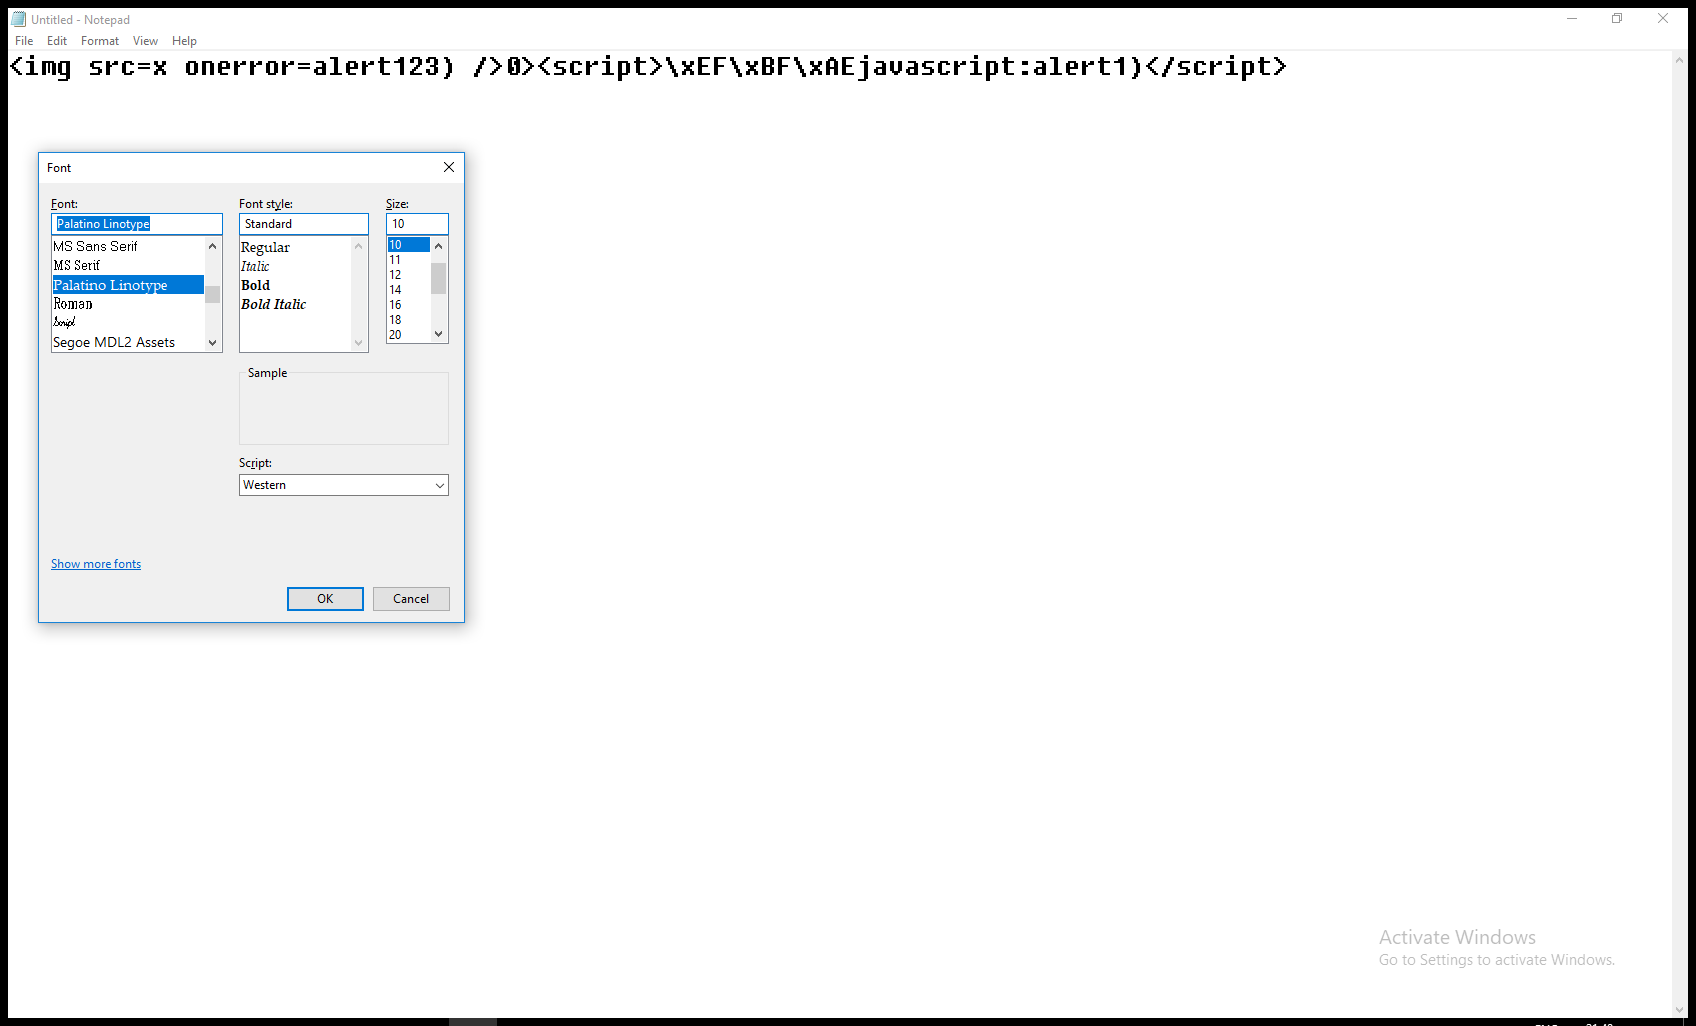 Untitled - Notepad
File Edit Format View Help
<img src=x onerror=alert123) />0><script>\xEF\xBF\xAEjavascript:alert1)</script>
Font
Font: Font style: Size:
Palatino Linotype Standard 10
MS Sans Serif Regular 10
MS Serif Italic 11
Palatino Linotype Bold 12
Roman Bold Italic 14
Script 16
Segoe MDL2 Assets 18
20
Sample
Script:
Western
Show more fonts
OK Cancel
Activate Windows
Go to Settings to activate Windows.